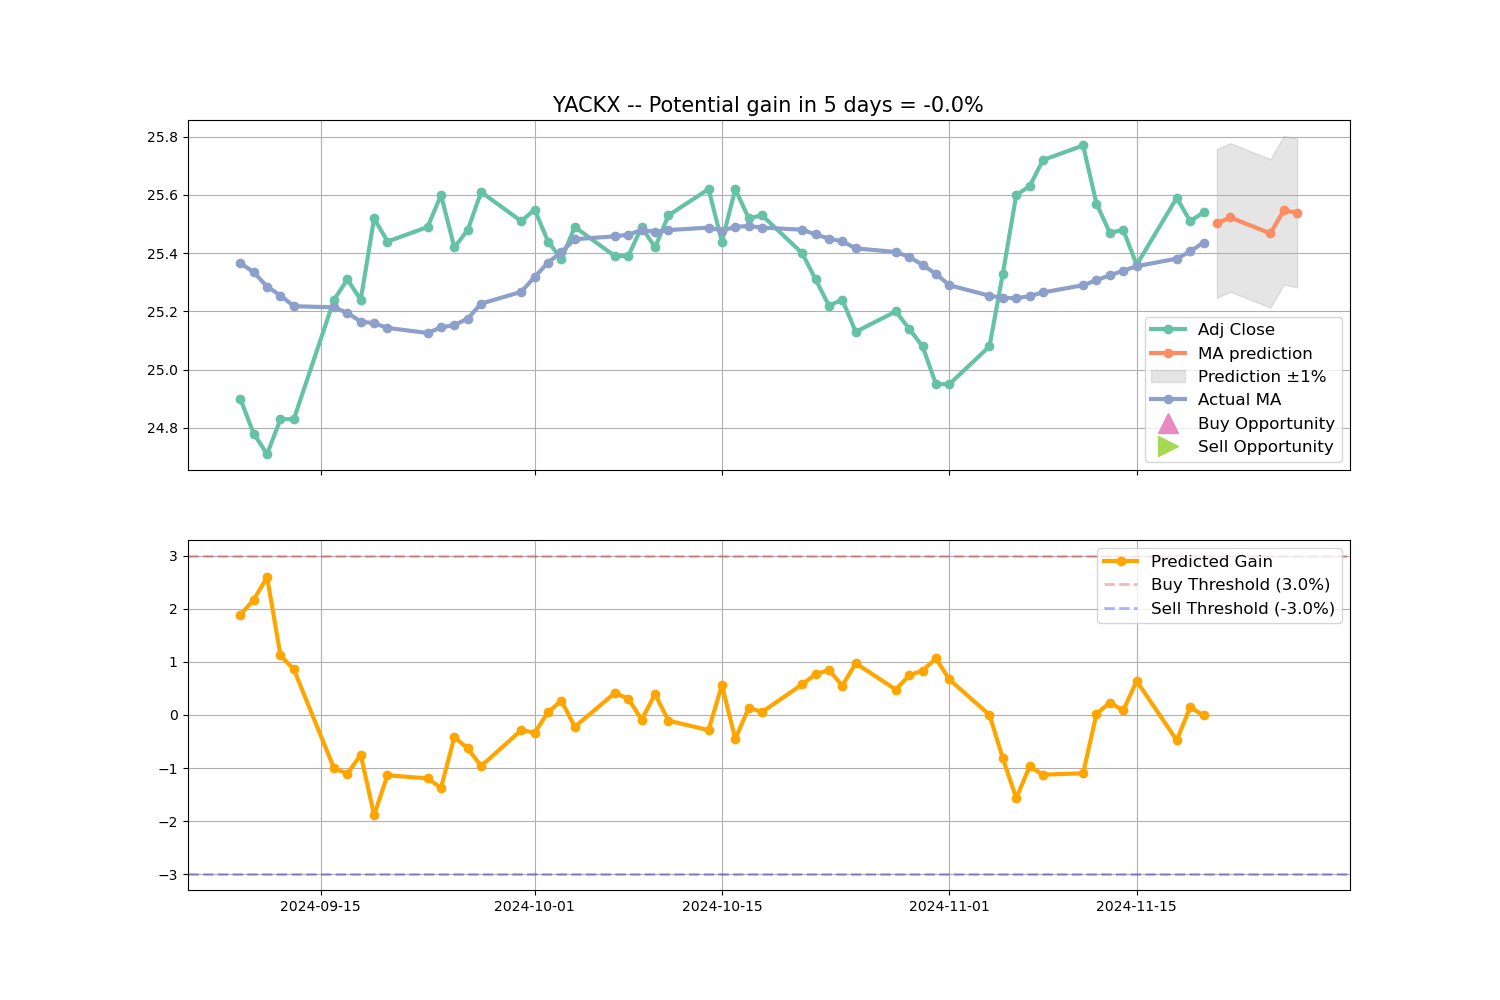 YACKX -- Potential gain in 5 days = -0.0%
25.8
25.6
25.4
25.2
25.0
24.8
Adj Close
MA prediction
Prediction ±1%
Actual MA
Buy Opportunity
Sell Opportunity
3
2
1
0
−1
−2
−3
Predicted Gain
Buy Threshold (3.0%)
Sell Threshold (-3.0%)
2024-09-15
2024-10-01
2024-10-15
2024-11-01
2024-11-15